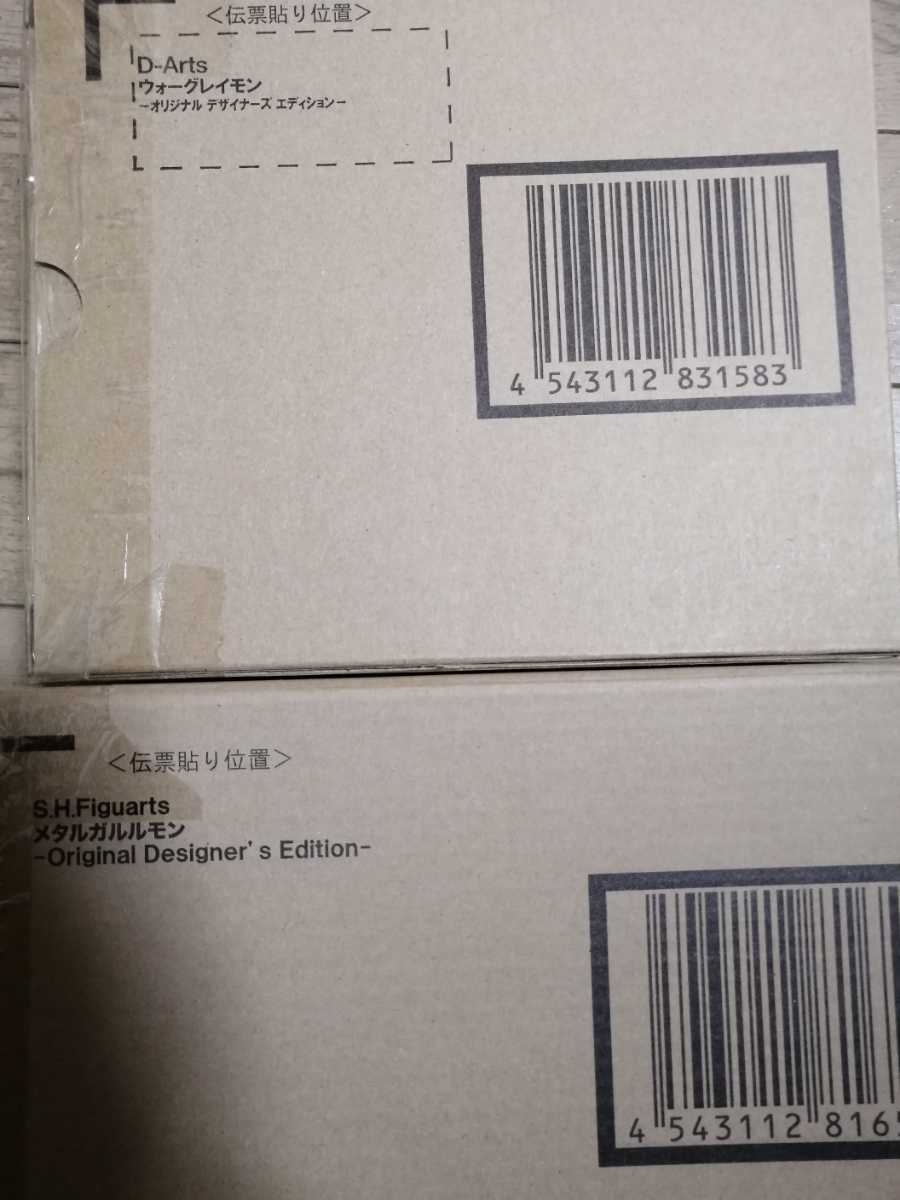 ＜伝票貼り位置＞
D-Arts
ウォーグレイモン
－オリジナル デザイナーズ エディション－
4 543112 831583
＜伝票貼り位置＞
S.H.Figuarts
メタルガルルモン
-Original Designer's Edition-
4 543112 8165